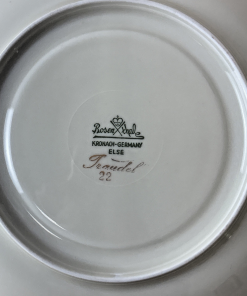 Rosenthal
KRONACH-GERMANY
ELSE
Traudel
22